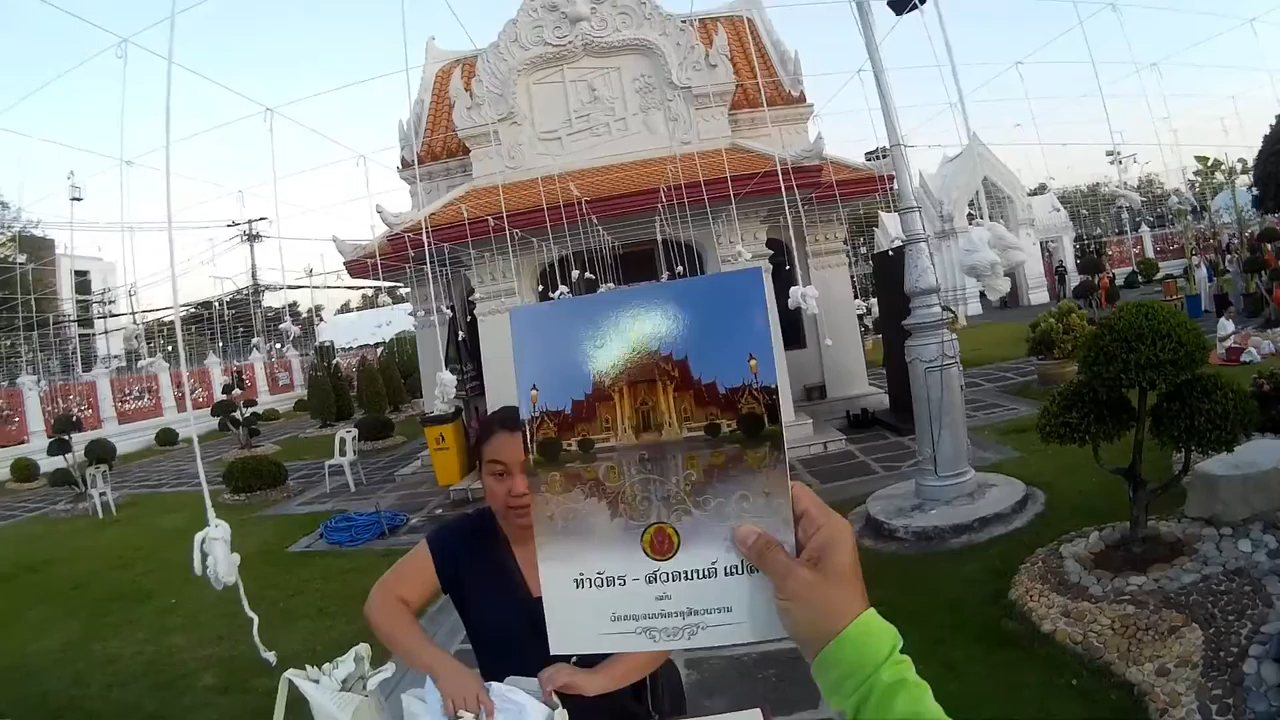 ทำวัตร - สวดมนต์ แปล
ฉบับ
วัดเบญจมบพิตรดุสิตวนาราม